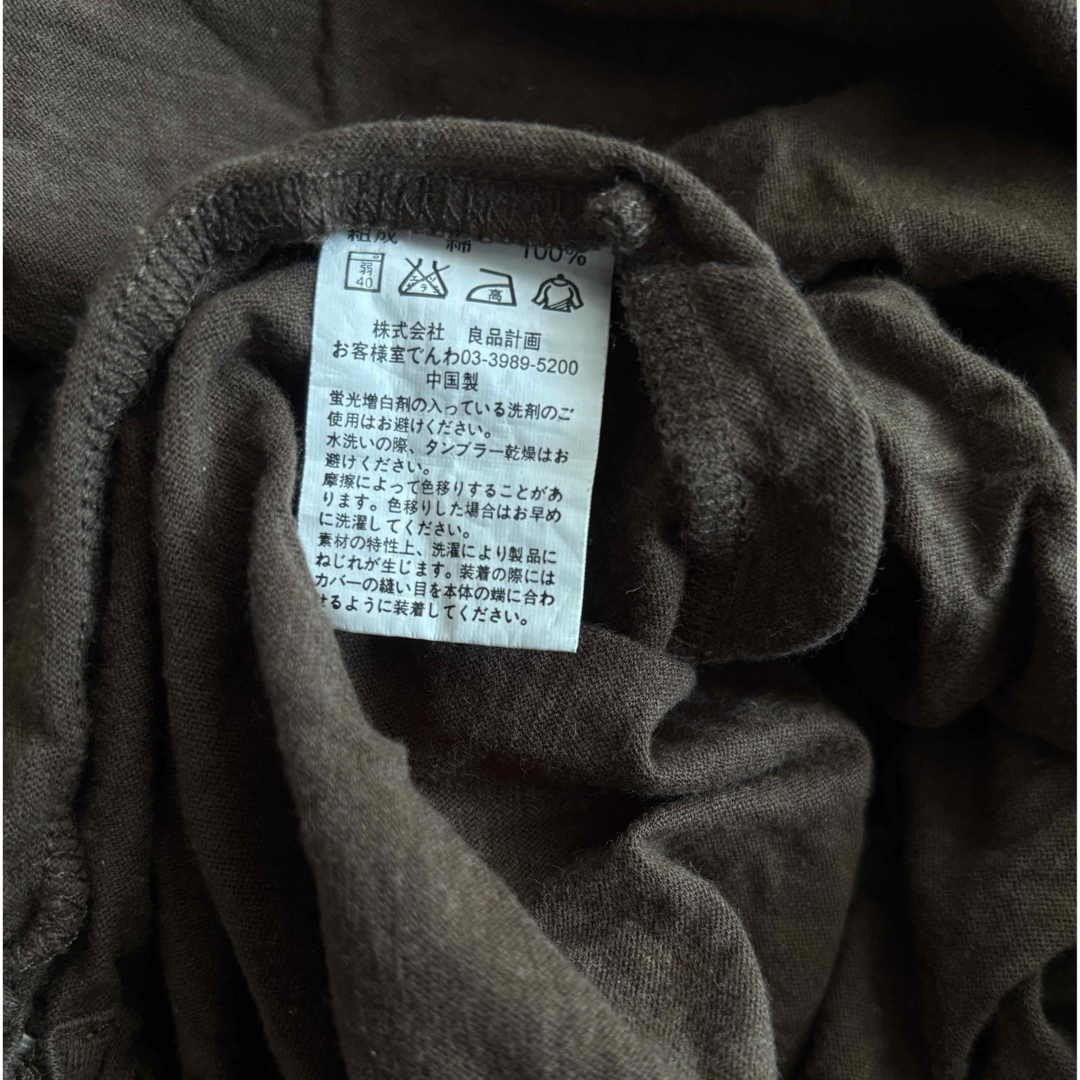 組成 綿 100%
弱
40
エンソ
サラシ
高
株式会社 良品計画
お客様室でんわ03-3989-5200
中国製
蛍光増白剤の入っている洗剤のご
使用はお避けください。
水洗いの際、タンブラー乾燥はお
避けください。
摩擦によって色移りすることがあ
ります。色移りした場合はお早め
に洗濯してください。
素材の特性上、洗濯により製品に
ねじれが生じます。装着の際には
カバーの縫い目を本体の端に合わ
せるように装着してください。